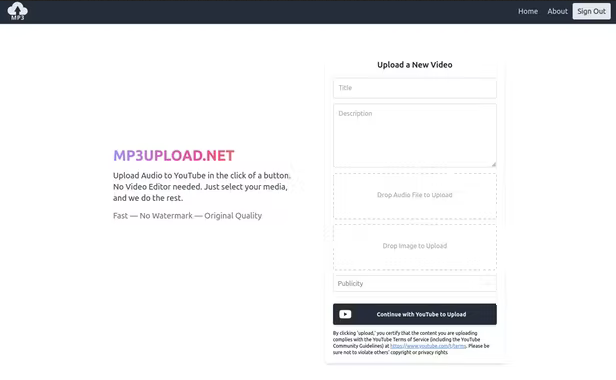 MP3
Home
About
Sign Out
MP3UPLOAD.NET
Upload Audio to YouTube in the click of a button.
No Video Editor needed. Just select your media,
and we do the rest.
Fast — No Watermark — Original Quality
Upload a New Video
Title
Description
Drop Audio File to Upload
Drop Image to Upload
Publicity
Continue with YouTube to Upload
By clicking 'upload,' you certify that the content you are uploading
complies with the YouTube Terms of Service (including the YouTube
Community Guidelines) at https://www.youtube.com/t/terms. Please be
sure not to violate others' copyright or privacy rights.